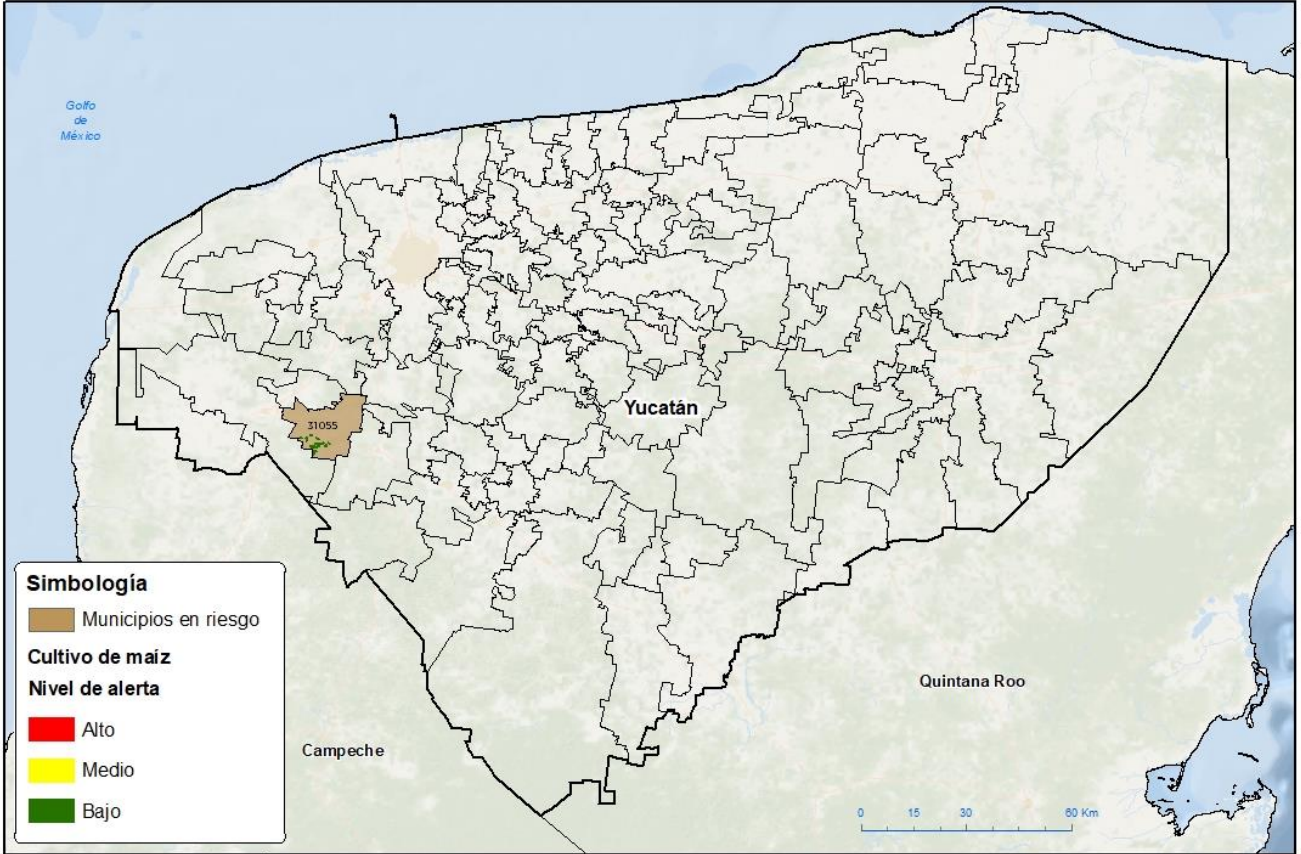 Golfo
de
México
Yucatán
31055
Simbología
Municipios en riesgo
Cultivo de maíz
Nivel de alerta
Alto
Medio
Bajo
Campeche
Quintana Roo
0 15 30 60 Km